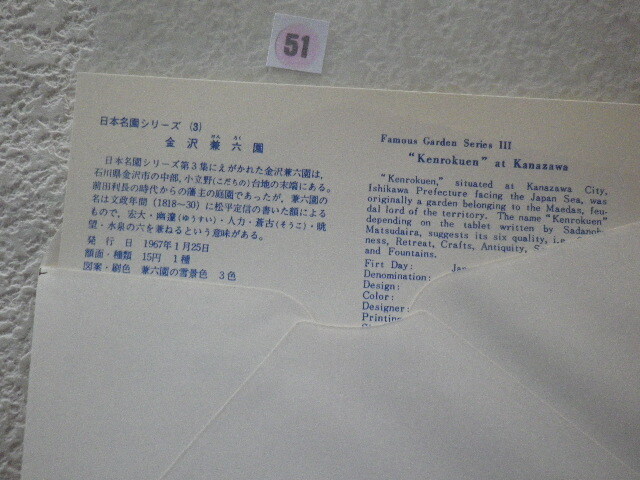 51
日本名園シリーズ (3)
金沢兼六園
けん ろく
日本名園シリーズ第3集にえがかれた金沢兼六園は,
石川県金沢市の中部, 小立野(こだちの)台地の末端にある。
前田利長の時代からの藩主の庭園であったが, 兼六園の
名は文政年間 (1818~30) に松平定信の書いた額による
もので, 宏大・幽邃(ゆうすい)・人力・蒼古(そうこ)・眺
望・水泉の六を兼ねるという意味がある。
発行日 1967年1月25日
額面・種類 15円 1種
図案・刷色 兼六園の雪景色 3色
Famous Garden Series III
"Kenrokuen" at Kanazawa
"Kenrokuen," situated at Kanazawa City,
Ishikawa Prefecture facing the Japan Sea, was
originally a garden belonging to the Maedas, feu-
dal lord of the territory. The name "Kenrokuen"
depending on the tablet written by Sadanob
Matsudaira, suggests its six quality, i.e.
ness, Retreat, Crafts, Antiquity,
and Fountains.
Firt Day:
Denomination:
Design:
Color:
Designer:
Printing